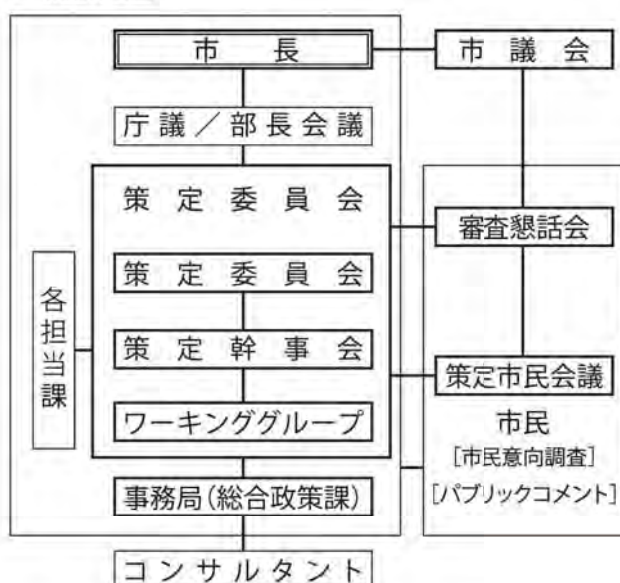 市長
市議会
庁議／部長会議
策定委員会
審査懇話会
策定委員会
各担当課
策定幹事会
策定市民会議
ワーキンググループ
市民
[市民意向調査]
[パブリックコメント]
事務局(総合政策課)
コンサルタント